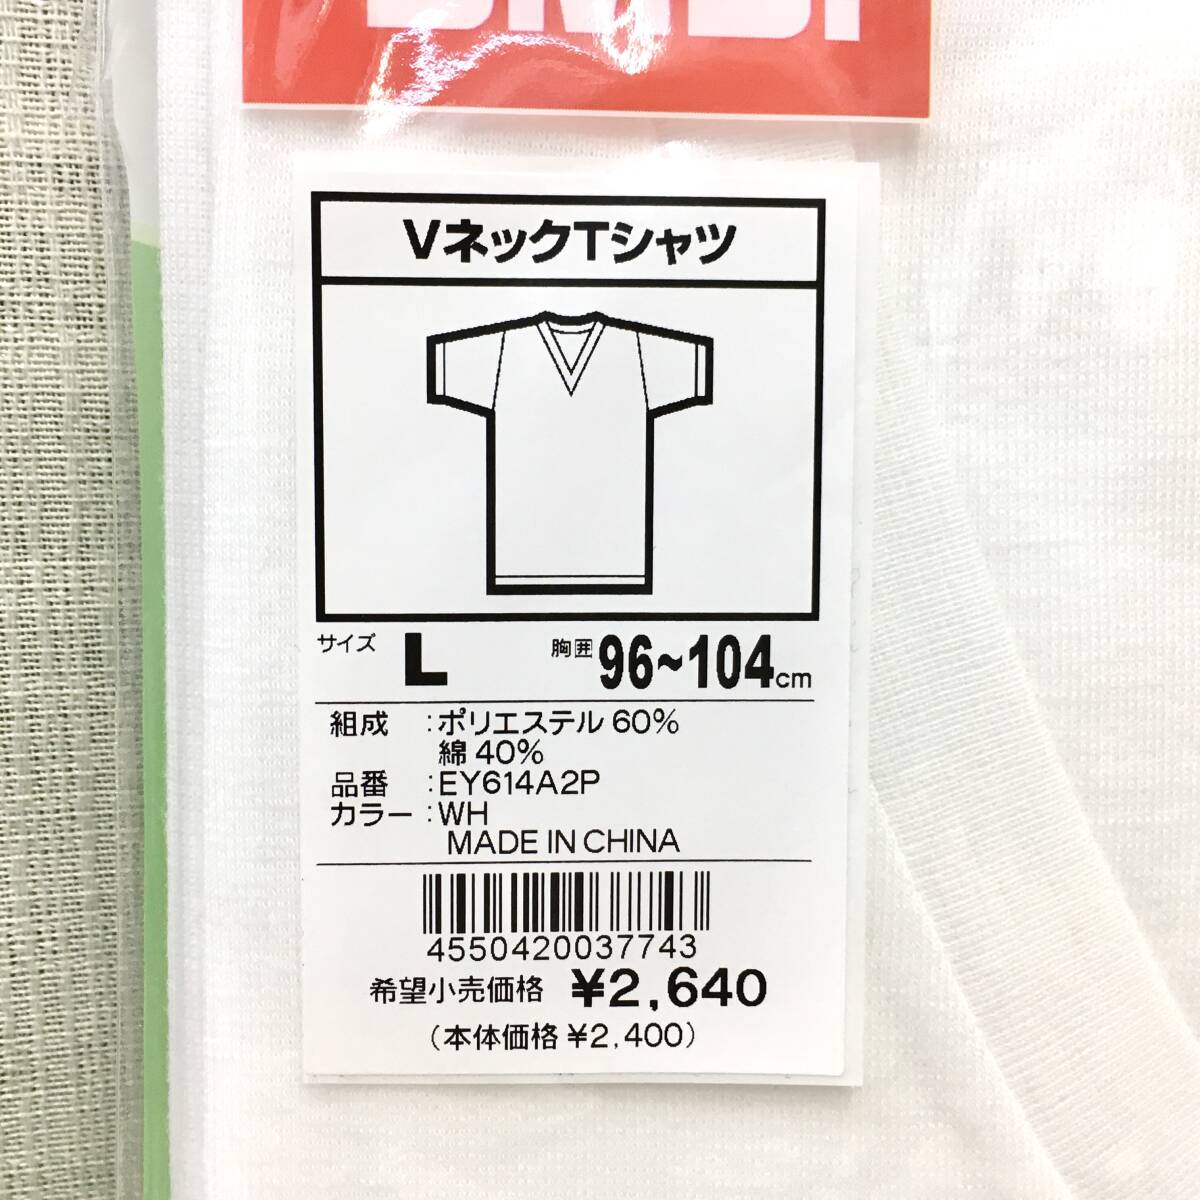 VネックTシャツ
サイズ L 胸囲 96~104cm
組成 :ポリエステル 60%
綿 40%
品番 :EY614A2P
カラー :WH
MADE IN CHINA
4550420037743
希望小売価格 ¥2,640
(本体価格 ¥2,400)